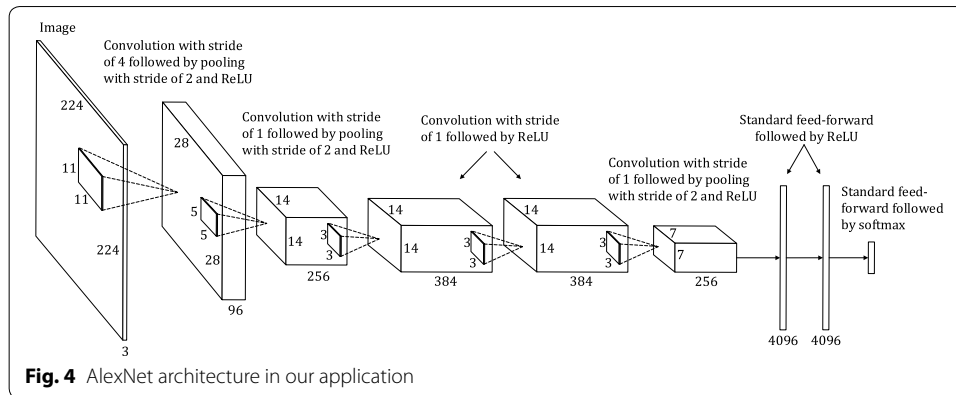 Image
Convolution with stride
of 4 followed by pooling
with stride of 2 and ReLU
224
11
11
224
3
28
5
5
28
96
Convolution with stride
of 1 followed by pooling
with stride of 2 and ReLU
14
14
3
3
256
Convolution with stride
of 1 followed by ReLU
14
14
3
3
384
14
14
3
3
384
Convolution with stride
of 1 followed by pooling
with stride of 2 and ReLU
7
7
256
Standard feed-forward
followed by ReLU
4096
4096
Standard feed-
forward followed
by softmax
Fig. 4 AlexNet architecture in our application